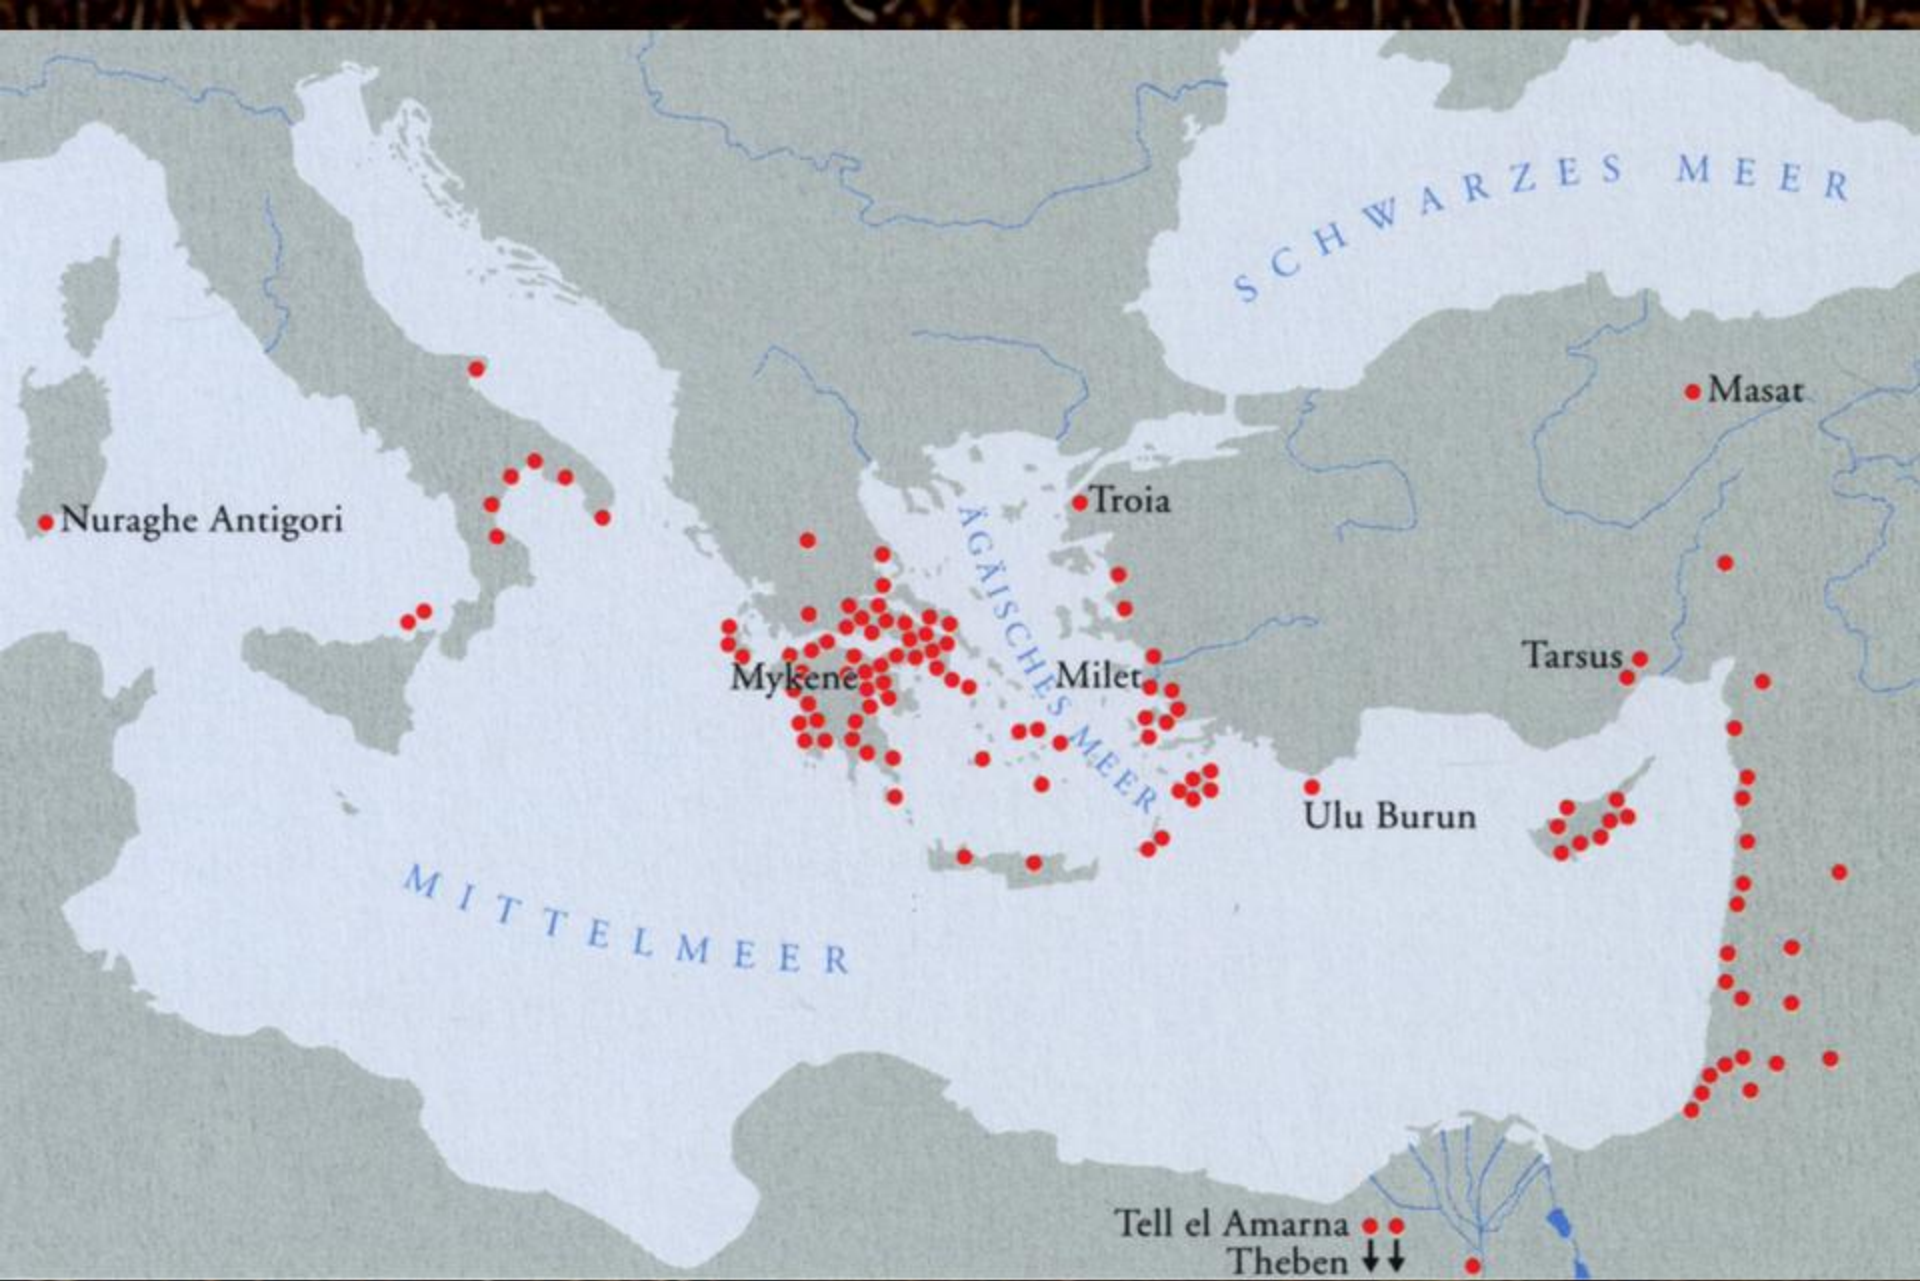 SCHWARZES MEER
Masat
Troia
Nuraghe Antigori
ÄGÄISCHES MEER
Tarsus
Mykene
Milet
Ulu Burun
MITTELMEER
Tell el Amarna
Theben